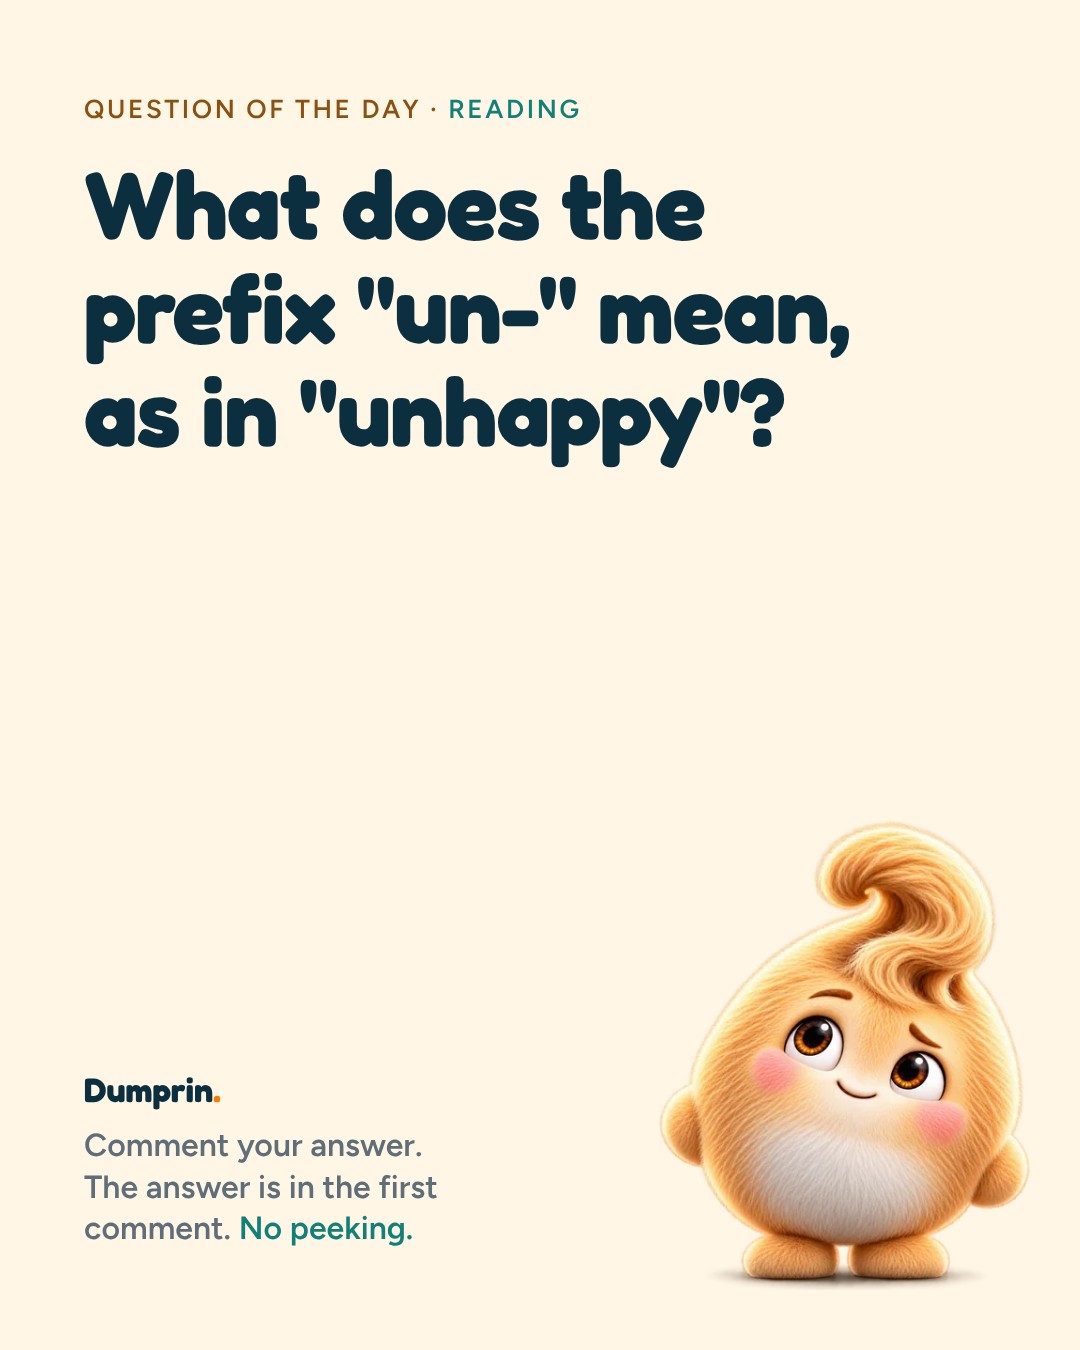 QUESTION OF THE DAY · READING
What does the
prefix "un-" mean,
as in "unhappy"?
Dumprin.
Comment your answer.
The answer is in the first
comment. No peeking.